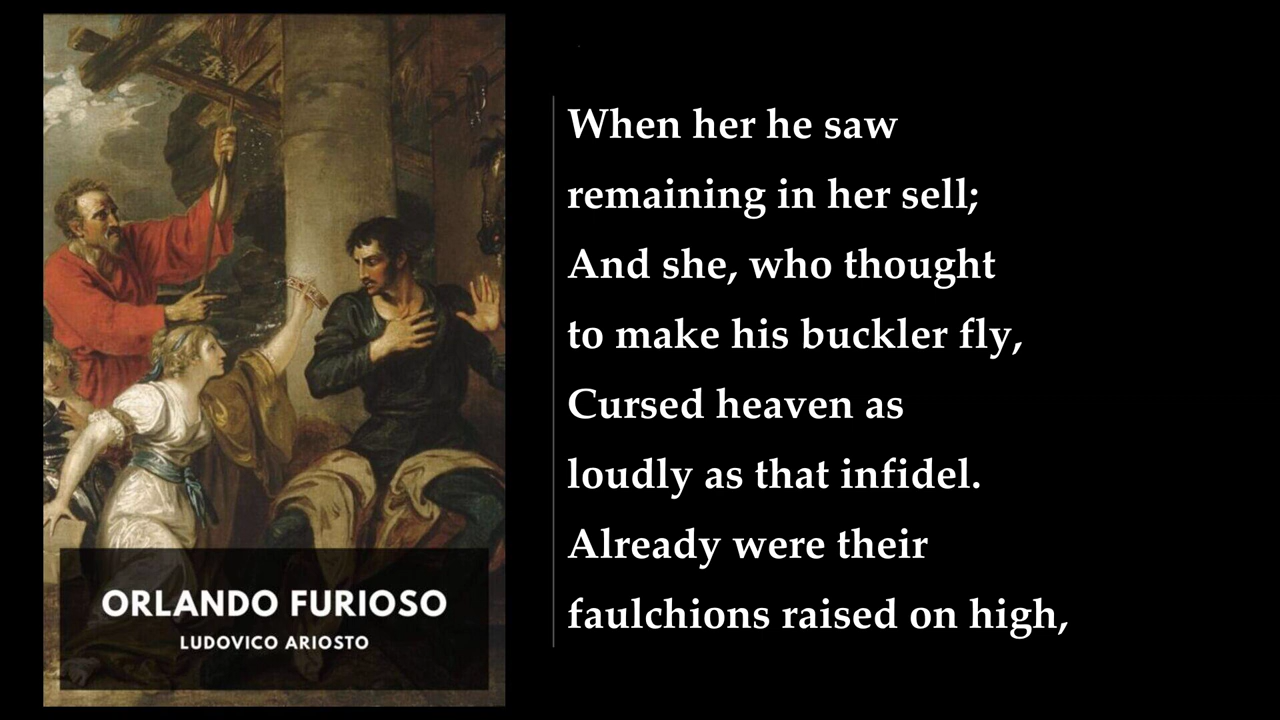 ORLANDO FURIOSO
LUDOVICO ARIOSTO
When her he saw
remaining in her sell;
And she, who thought
to make his buckler fly,
Cursed heaven as
loudly as that infidel.
Already were their
faulchions raised on high,